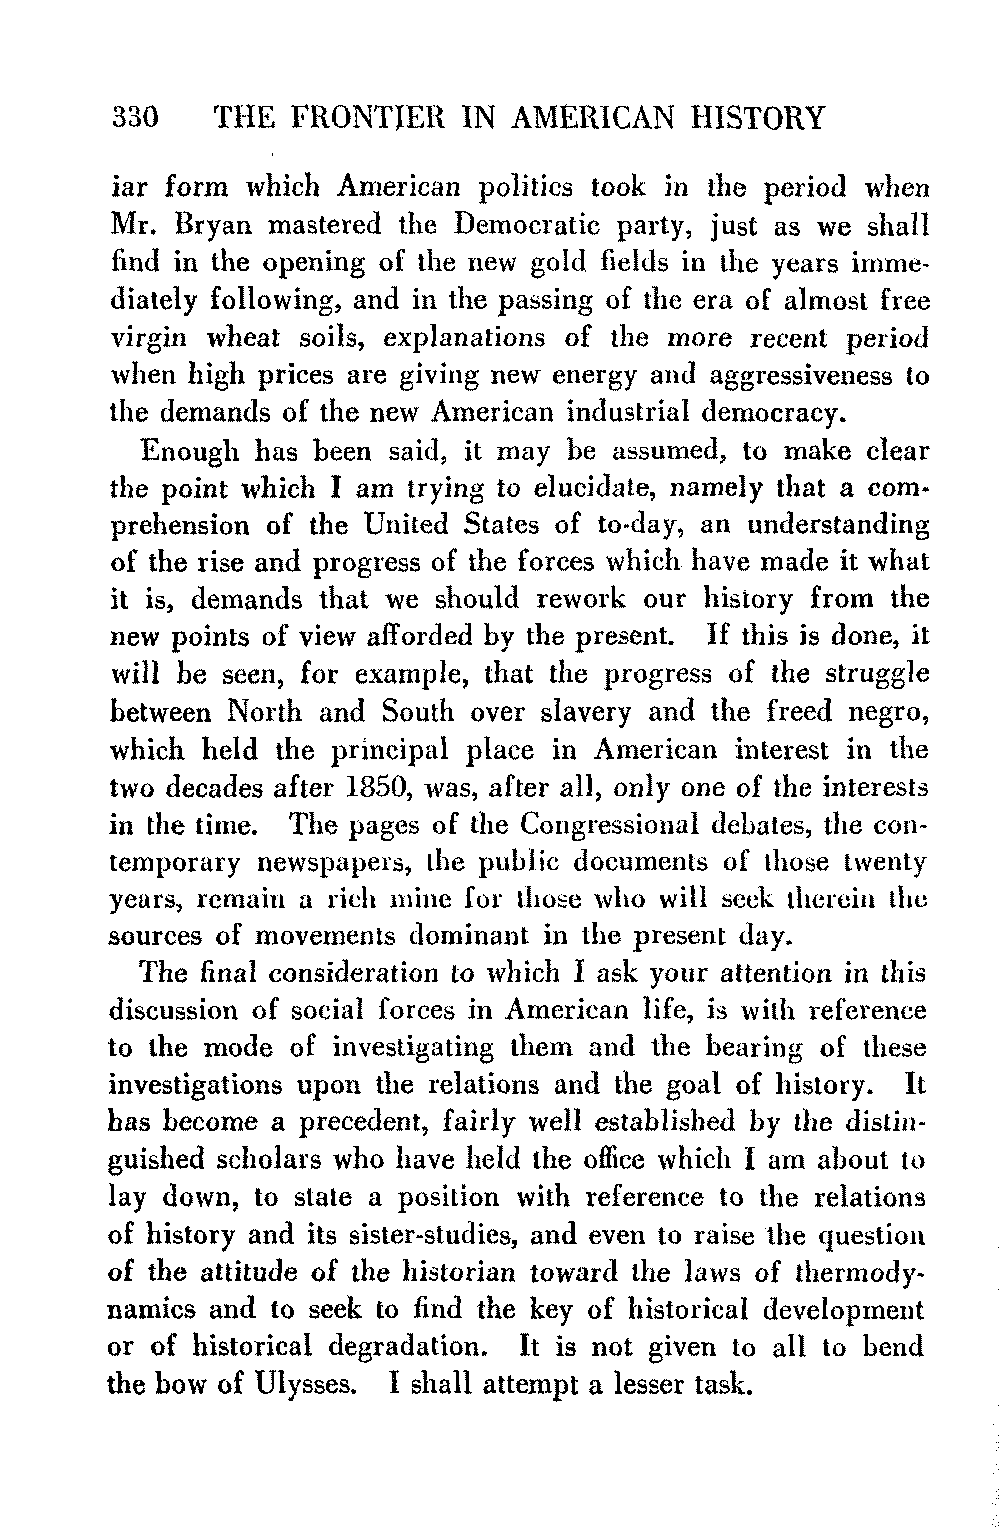 330 THE FRONTIER IN AMERICAN HISTORY
iar form which American politics took in the period when
Mr. Bryan mastered the Democratic party, just as we shall
find in the opening of the new gold fields in the years imme-
diately following, and in the passing of the era of almost free
virgin wheat soils, explanations of the more recent period
when high prices are giving new energy and aggressiveness to
the demands of the new American industrial democracy.
Enough has been said, it may be assumed, to make clear
the point which I am trying to elucidate, namely that a com-
prehension of the United States of to-day, an understanding
of the rise and progress of the forces which have made it what
it is, demands that we should rework our history from the
new points of view afforded by the present. If this is done, it
will be seen, for example, that the progress of the struggle
between North and South over slavery and the freed negro,
which held the principal place in American interest in the
two decades after 1850, was, after all, only one of the interests
in the time. The pages of the Congressional debates, the con-
temporary newspapers, the public documents of those twenty
years, remain a rich mine for those who will seek therein the
sources of movements dominant in the present day.
The final consideration to which I ask your attention in this
discussion of social forces in American life, is with reference
to the mode of investigating them and the bearing of these
investigations upon the relations and the goal of history. It
has become a precedent, fairly well established by the distin-
guished scholars who have held the office which I am about to
lay down, to state a position with reference to the relations
of history and its sister-studies, and even to raise the question
of the attitude of the historian toward the laws of thermody-
namics and to seek to find the key of historical development
or of historical degradation. It is not given to all to bend
the bow of Ulysses. I shall attempt a lesser task.